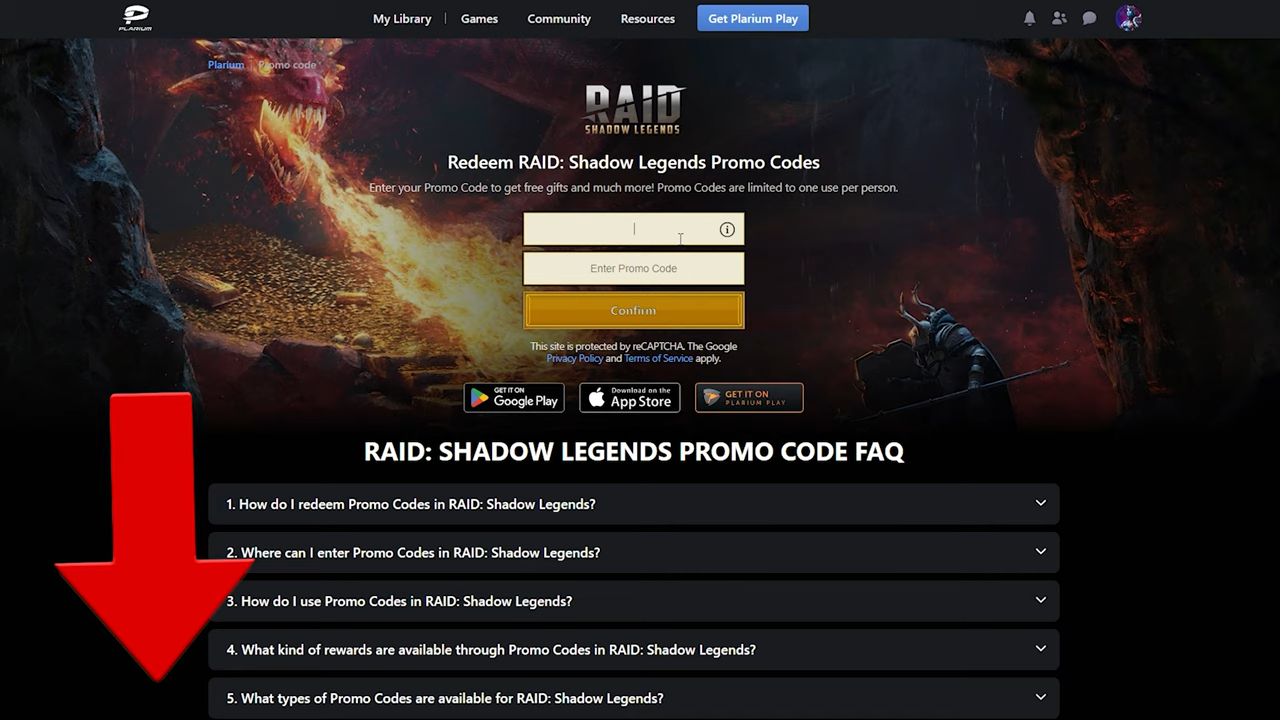 PLARIUM
My Library
Games
Community
Resources
Get Plarium Play
Plarium
Promo code
RAID
SHADOW LEGENDS
Redeem RAID: Shadow Legends Promo Codes
Enter your Promo Code to get free gifts and much more! Promo Codes are limited to one use per person.
Enter Promo Code
Confirm
This site is protected by reCAPTCHA. The Google
Privacy Policy and Terms of Service apply.
GET IT ON
Google Play
Download on the
App Store
GET IT ON
PLARIUM PLAY
RAID: SHADOW LEGENDS PROMO CODE FAQ
1. How do I redeem Promo Codes in RAID: Shadow Legends?
2. Where can I enter Promo Codes in RAID: Shadow Legends?
3. How do I use Promo Codes in RAID: Shadow Legends?
4. What kind of rewards are available through Promo Codes in RAID: Shadow Legends?
5. What types of Promo Codes are available for RAID: Shadow Legends?